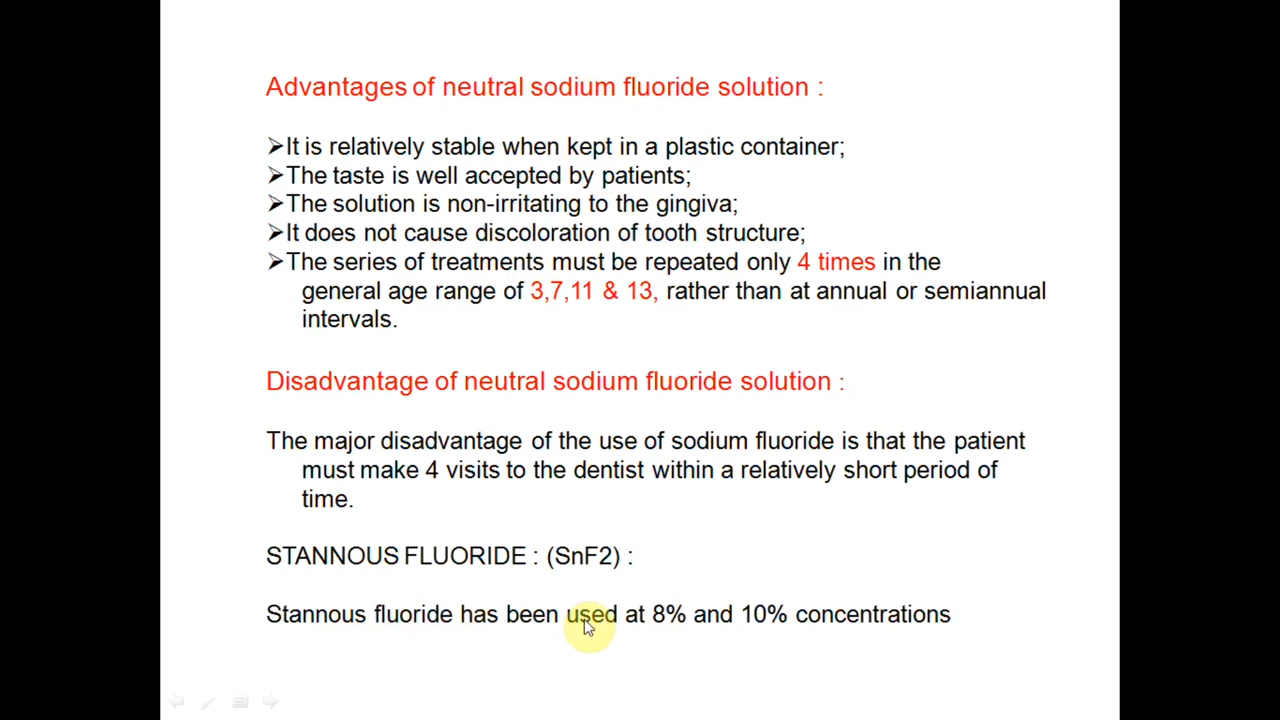 Advantages of neutral sodium fluoride solution :
➢It is relatively stable when kept in a plastic container;
➢The taste is well accepted by patients;
➢The solution is non-irritating to the gingiva;
➢It does not cause discoloration of tooth structure;
➢The series of treatments must be repeated only 4 times in the
general age range of 3,7,11 & 13, rather than at annual or semiannual
intervals.
Disadvantage of neutral sodium fluoride solution :
The major disadvantage of the use of sodium fluoride is that the patient
must make 4 visits to the dentist within a relatively short period of
time.
STANNOUS FLUORIDE : (SnF2) :
Stannous fluoride has been used at 8% and 10% concentrations